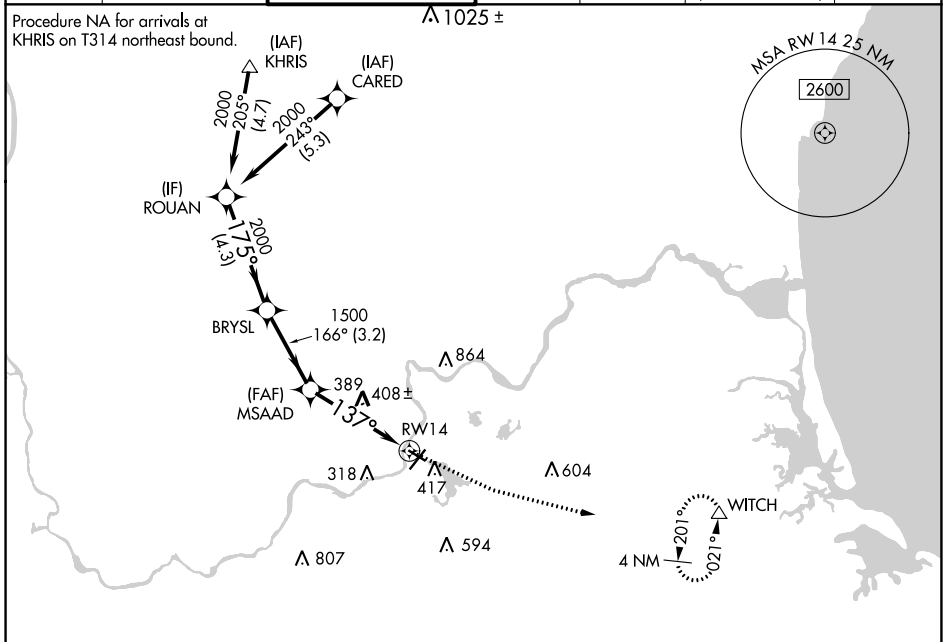 Procedure NA for arrivals at
KHRIS on T314 northeast bound.
1025 ±
(IAF)
KHRIS
(IAF)
CARED
MSA RW 14 25 NM
2600
2000
205°
(4.7)
2000
243°
(5.3)
(IF)
ROUAN
2000
175°
(4.3)
BRYSL
1500
166° (3.2)
864
(FAF)
MSAAD
389
408 ±
137°
RW14
318
417
604
WITCH
201°
021°
4 NM
807
594